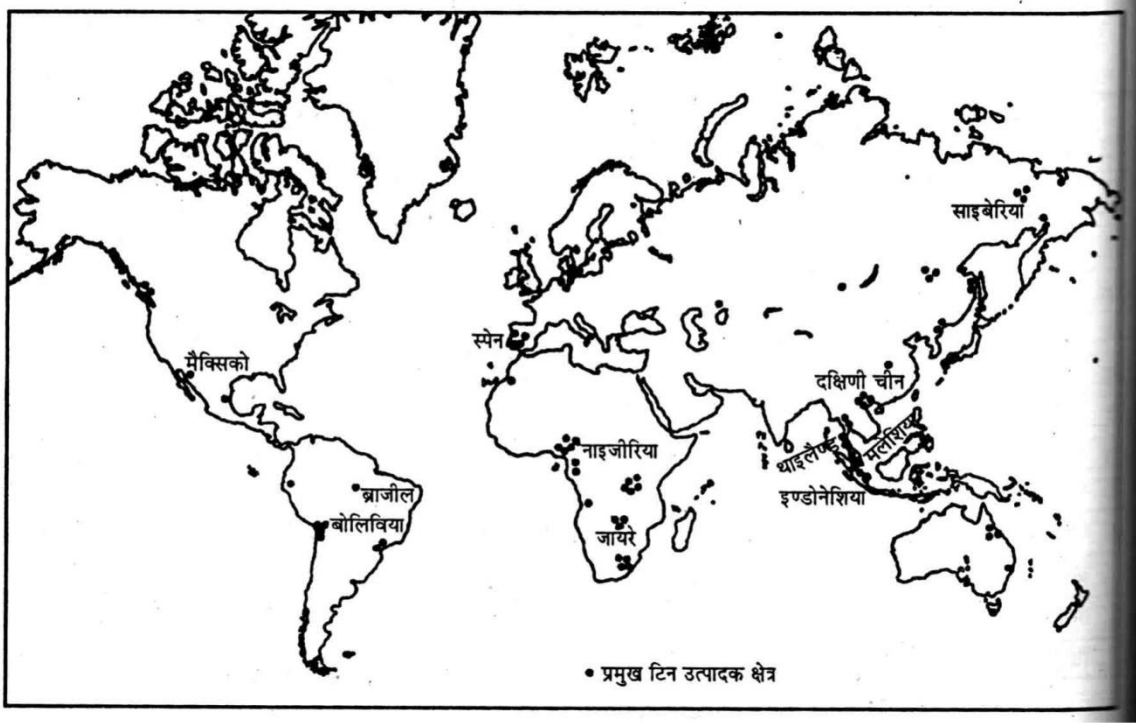 साइबेरिया
स्पेन
मैक्सिको
दक्षिणी चीन
नाइजीरिया
थाइलैण्ड
मलेशिया
इण्डोनेशिया
ब्राजील
बोलिविया
जायरे
• प्रमुख टिन उत्पादक क्षेत्र